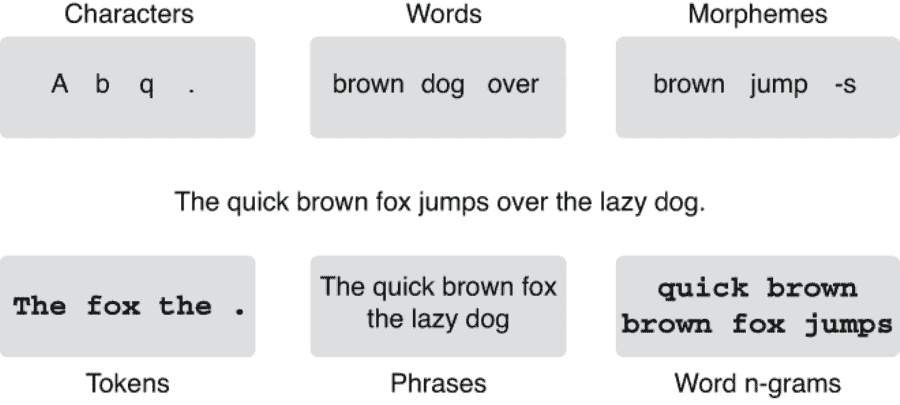 Characters
Words
Morphemes
A b q .
brown dog over
brown jump -s
The quick brown fox jumps over the lazy dog.
The fox the .
The quick brown fox
the lazy dog
quick brown
brown fox jumps
Tokens
Phrases
Word n-grams